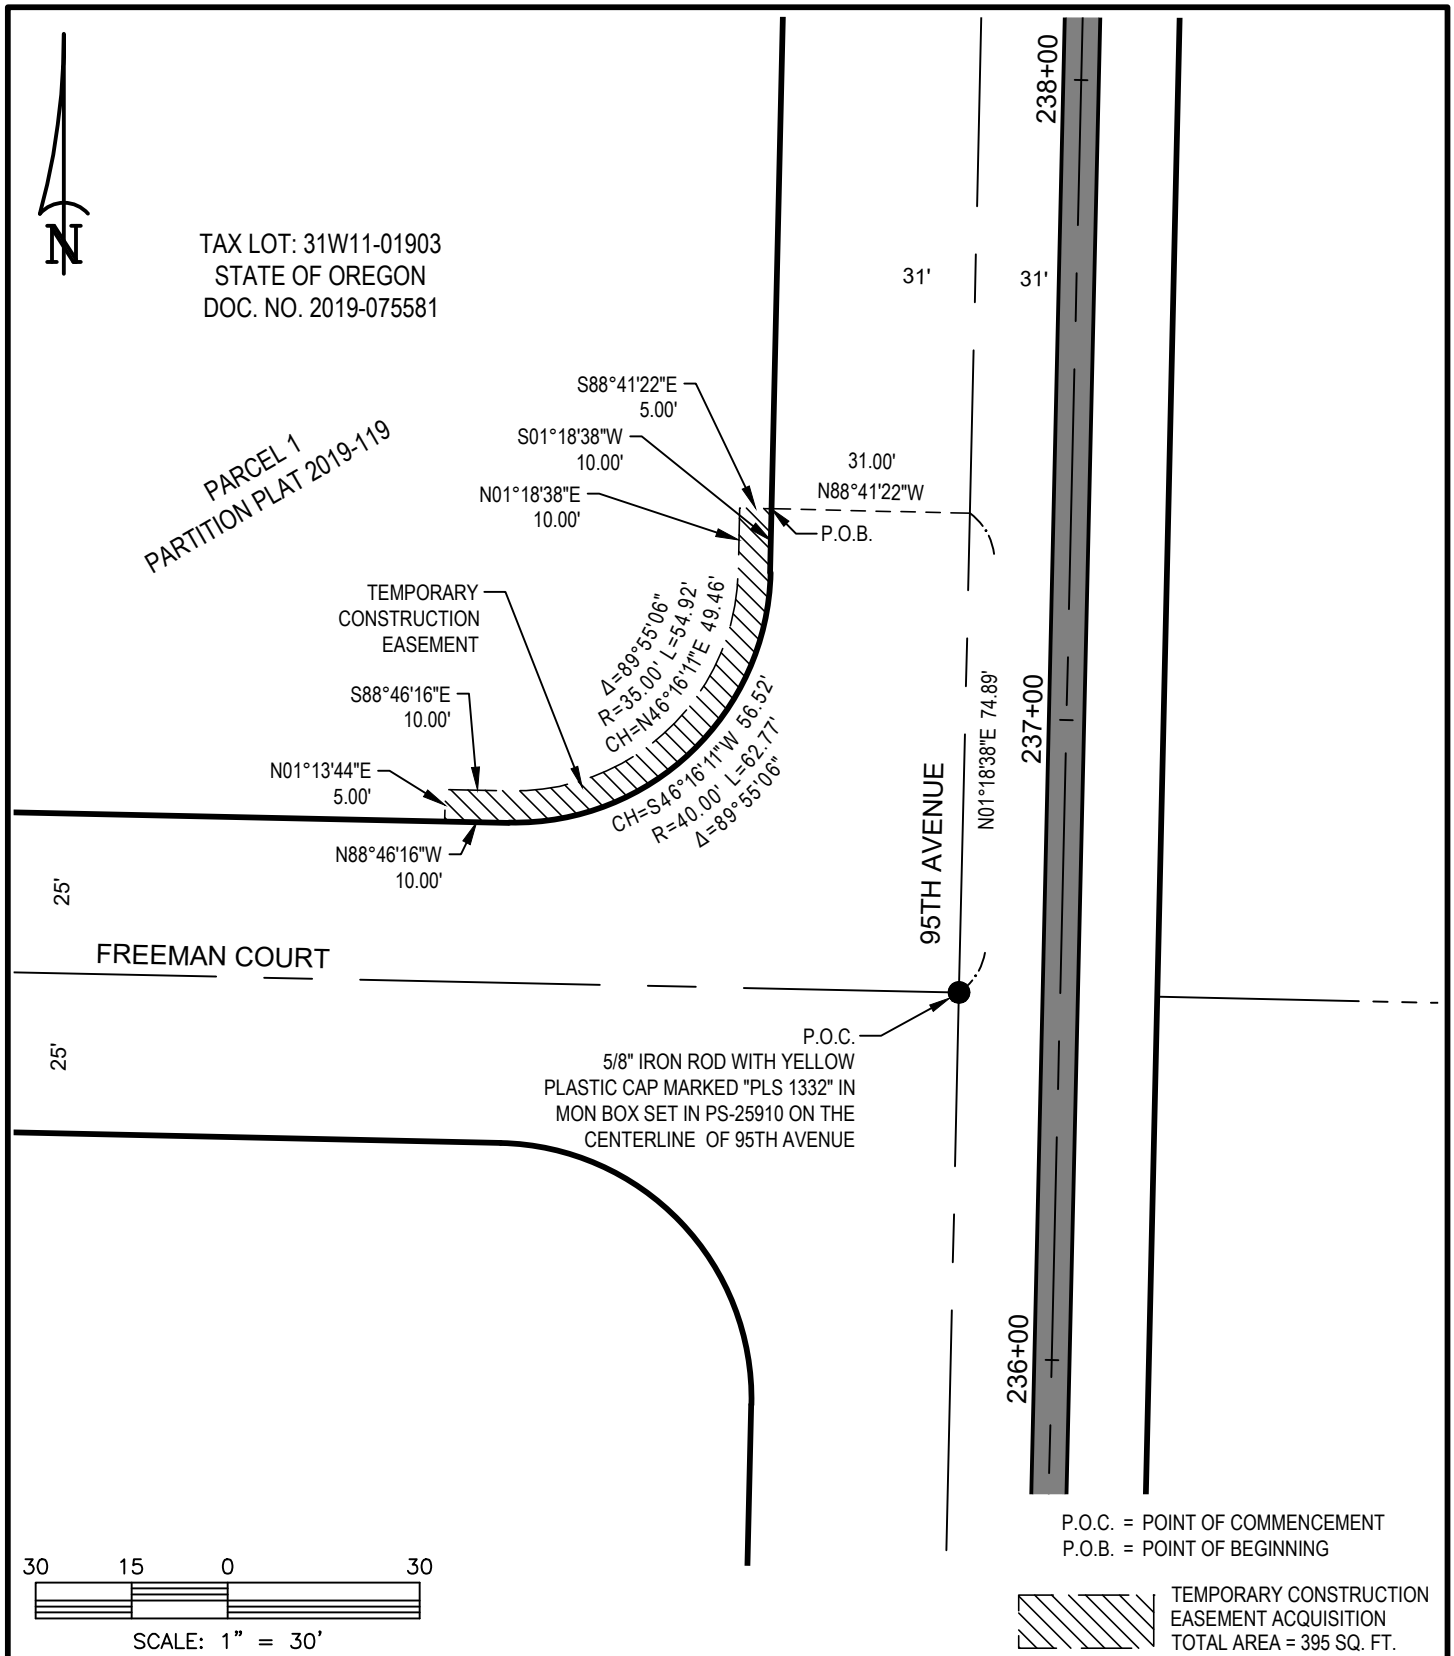 N
TAX LOT: 31W11-01903
STATE OF OREGON
DOC. NO. 2019-075581
PARCEL 1
PARTITION PLAT 2019-119
238+00
31'
31'
S88°41'22"E
5.00'
S01°18'38"W
10.00'
N01°18'38"E
10.00'
31.00'
N88°41'22"W
P.O.B.
TEMPORARY
CONSTRUCTION
EASEMENT
Δ=89°55'06"
R=35.00' L=54.92'
CH=N46°16'11"E 49.46'
CH=S46°16'11"W 56.52'
R=40.00' L=62.77'
Δ=89°55'06"
S88°46'16"E
10.00'
N01°13'44"E
5.00'
N88°46'16"W
10.00'
N01°18'38"E 74.89'
237+00
95TH AVENUE
25'
FREEMAN COURT
25'
P.O.C.
5/8" IRON ROD WITH YELLOW
PLASTIC CAP MARKED "PLS 1332" IN
MON BOX SET IN PS-25910 ON THE
CENTERLINE OF 95TH AVENUE
236+00
P.O.C. = POINT OF COMMENCEMENT
P.O.B. = POINT OF BEGINNING
30 15 0 30
SCALE: 1" = 30'
TEMPORARY CONSTRUCTION
EASEMENT ACQUISITION
TOTAL AREA = 395 SQ. FT.